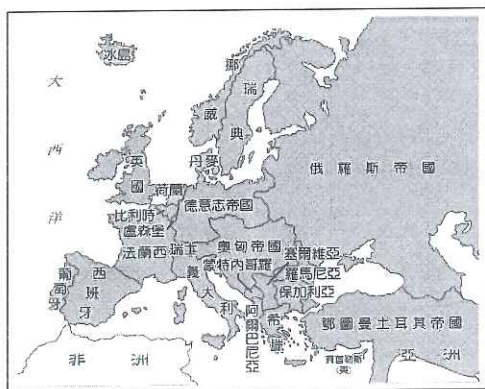 冰島
大西洋
挪威
瑞典
丹麥
英國
荷蘭
俄羅斯帝國
比利時
盧森堡
德意志帝國
法蘭西
瑞士
奧匈帝國
蒙特內哥羅
塞爾維亞
羅馬尼亞
保加利亞
葡萄牙
西班牙
義大利
阿爾巴尼亞
希臘
鄂圖曼土耳其帝國
非洲
亞洲
(英)